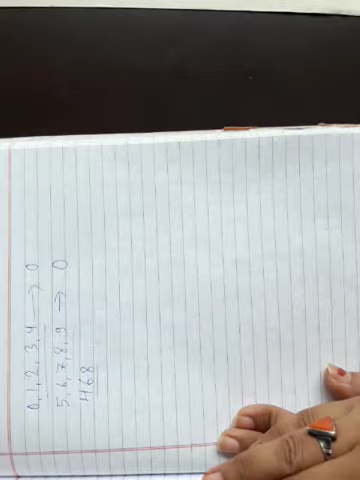 0,1,2,3,4 → 0
5,6,7,8,9 → 0
468